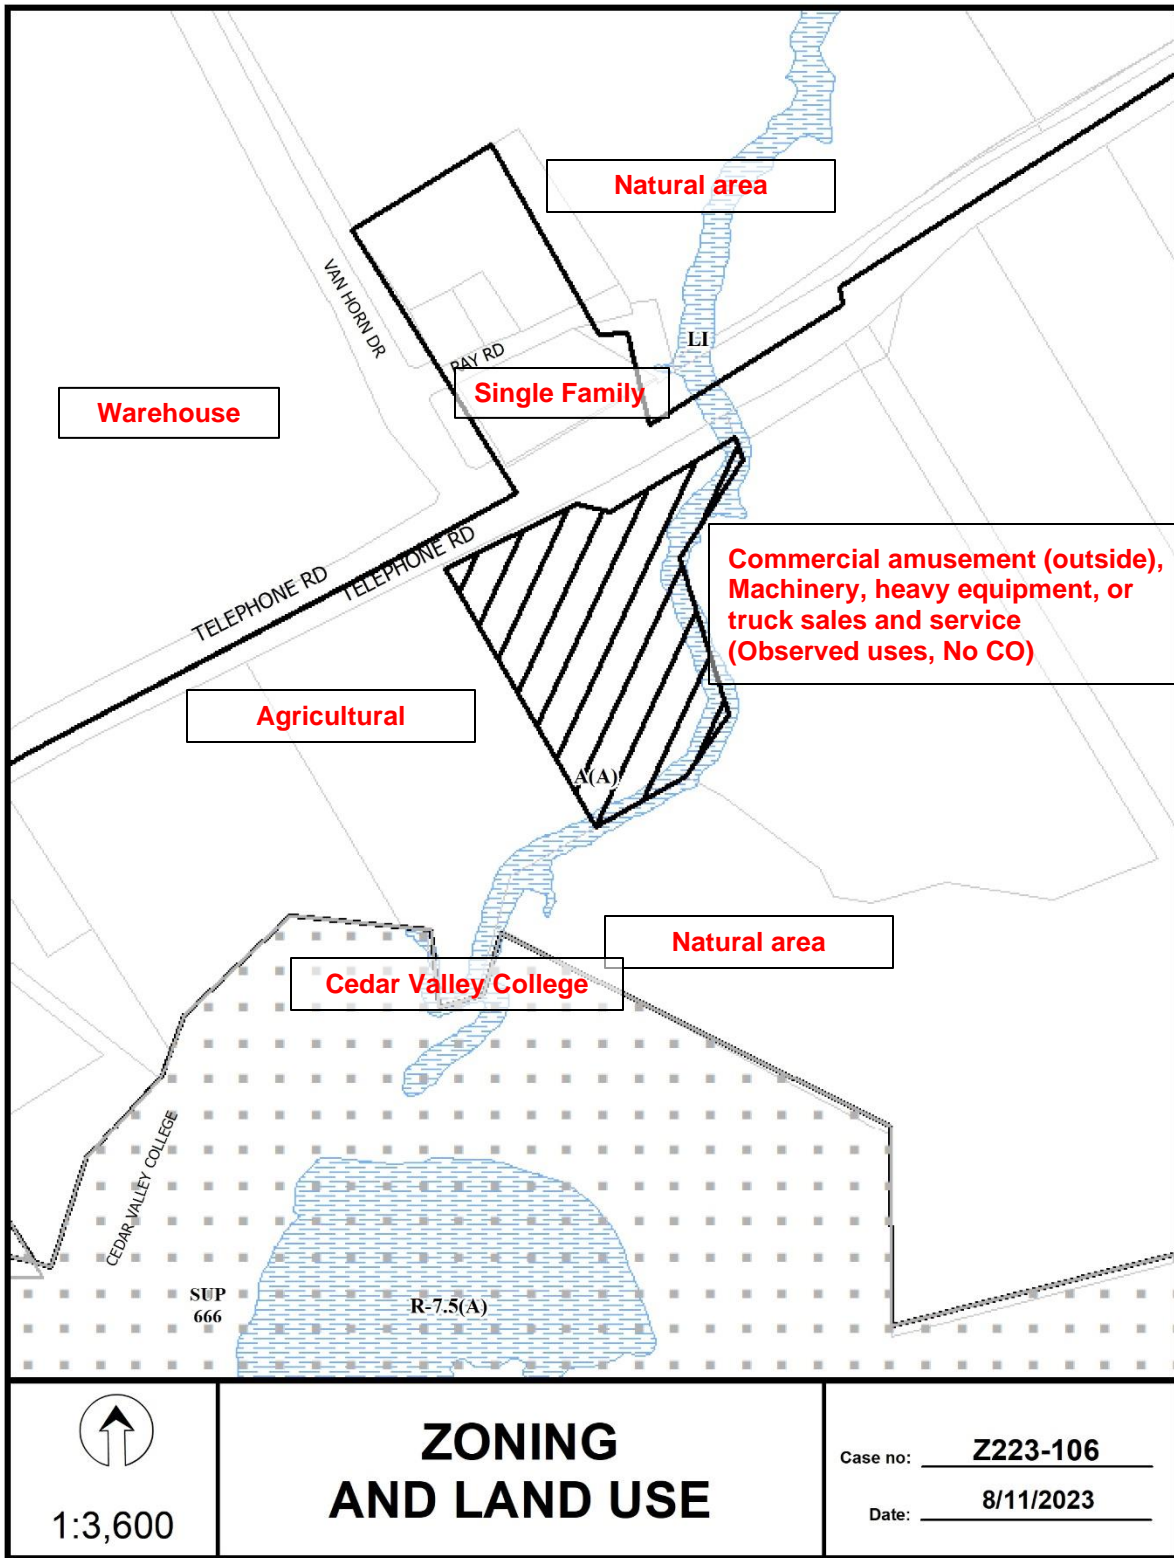 Natural area
VAN HORN DR
LI
RAY RD
Single Family
Warehouse
TELEPHONE RD
TELEPHONE RD
Commercial amusement (outside),
Machinery, heavy equipment, or
truck sales and service
(Observed uses, No CO)
Agricultural
A(A)
Natural area
Cedar Valley College
CEDAR VALLEY COLLEGE
SUP
666
R-7.5(A)
1:3,600
ZONING
AND LAND USE
Case no: Z223-106
Date: 8/11/2023